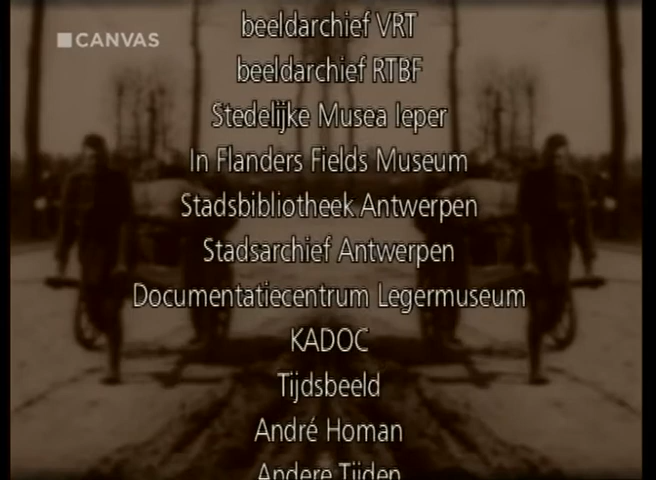 CANVAS
beeldarchief VRT
beeldarchief RTBF
Stedelijke Musea Ieper
In Flanders Fields Museum
Stadsbibliotheek Antwerpen
Stadsarchief Antwerpen
Documentatiecentrum Legermuseum
KADOC
Tijdsbeeld
André Homan
Andere Tijden